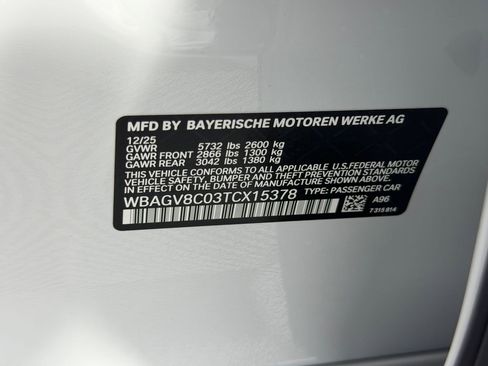 MFD BY BAYERISCHE MOTOREN WERKE AG
12/25
GVWR 5732 lbs 2600 kg
GAWR FRONT 2866 lbs 1300 kg
GAWR REAR 3042 lbs 1380 kg
THIS VEHICLE CONFORMS TO ALL APPLICABLE U.S.FEDERAL MOTOR
VEHICLE SAFETY, BUMPER AND THEFT PREVENTION STANDARDS
IN EFFECT ON THE DATE OF MANUFACTURE SHOWN ABOVE.
WBAGV8C03TCX15378 TYPE: PASSENGER CAR
A96
7 315 814